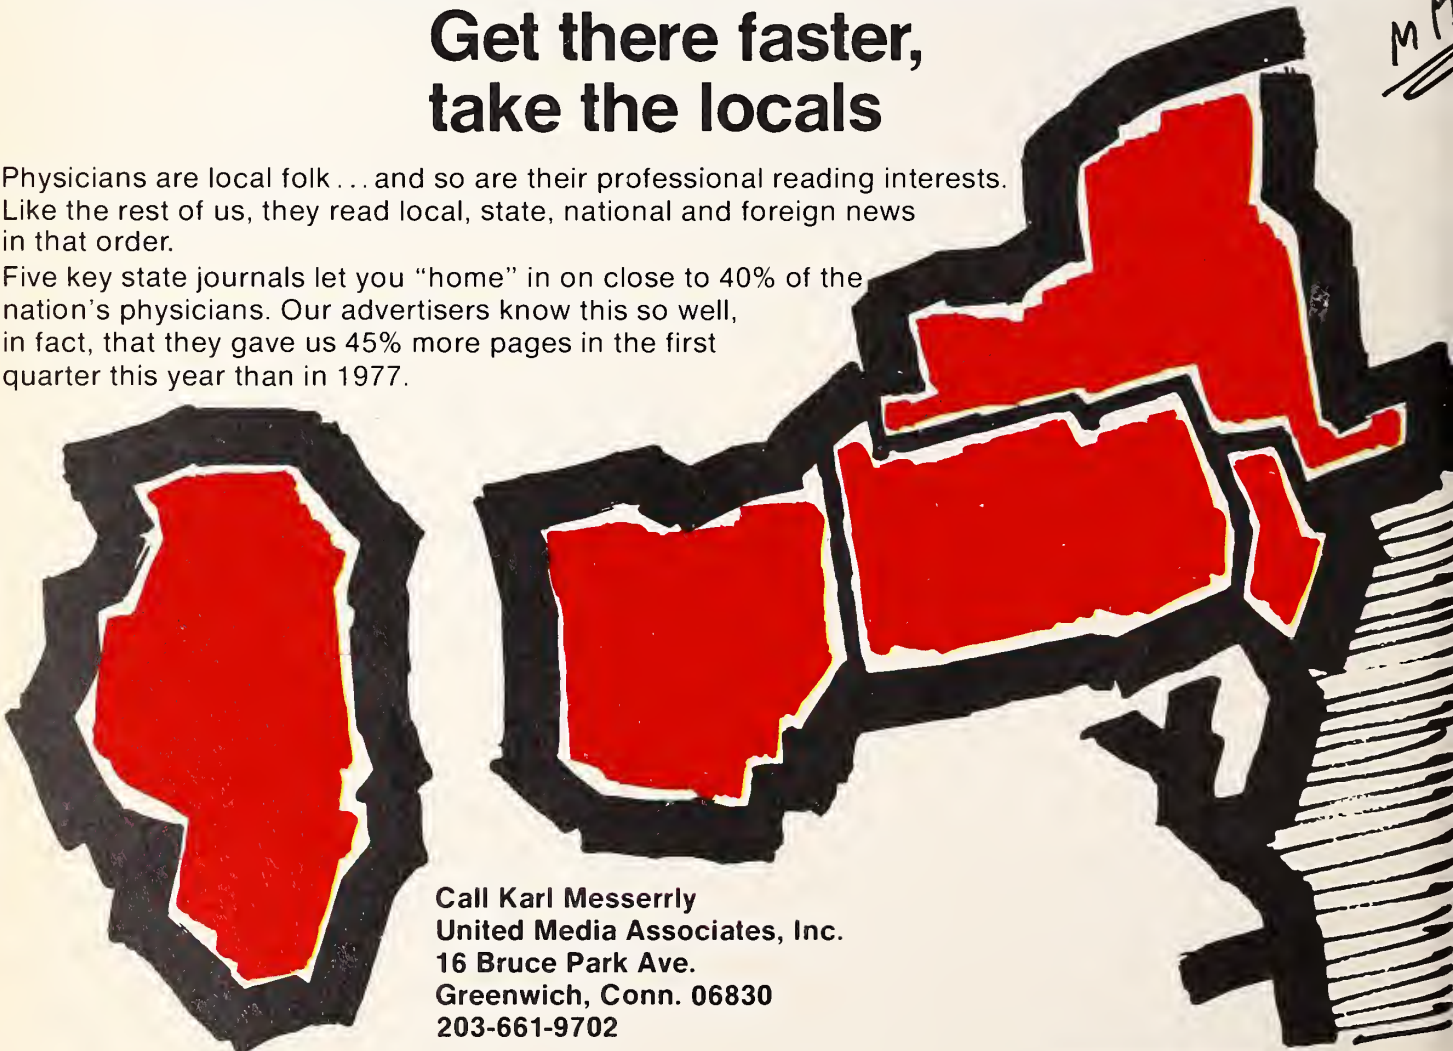 Get there faster,
take the locals
Physicians are local folk... and so are their professional reading interests.
Like the rest of us, they read local, state, national and foreign news
in that order.
Five key state journals let you “home” in on close to 40% of the
nation’s physicians. Our advertisers know this so well,
in fact, that they gave us 45% more pages in the first
quarter this year than in 1977.
Call Karl Messerrly
United Media Associates, Inc.
16 Bruce Park Ave.
Greenwich, Conn. 06830
203-661-9702